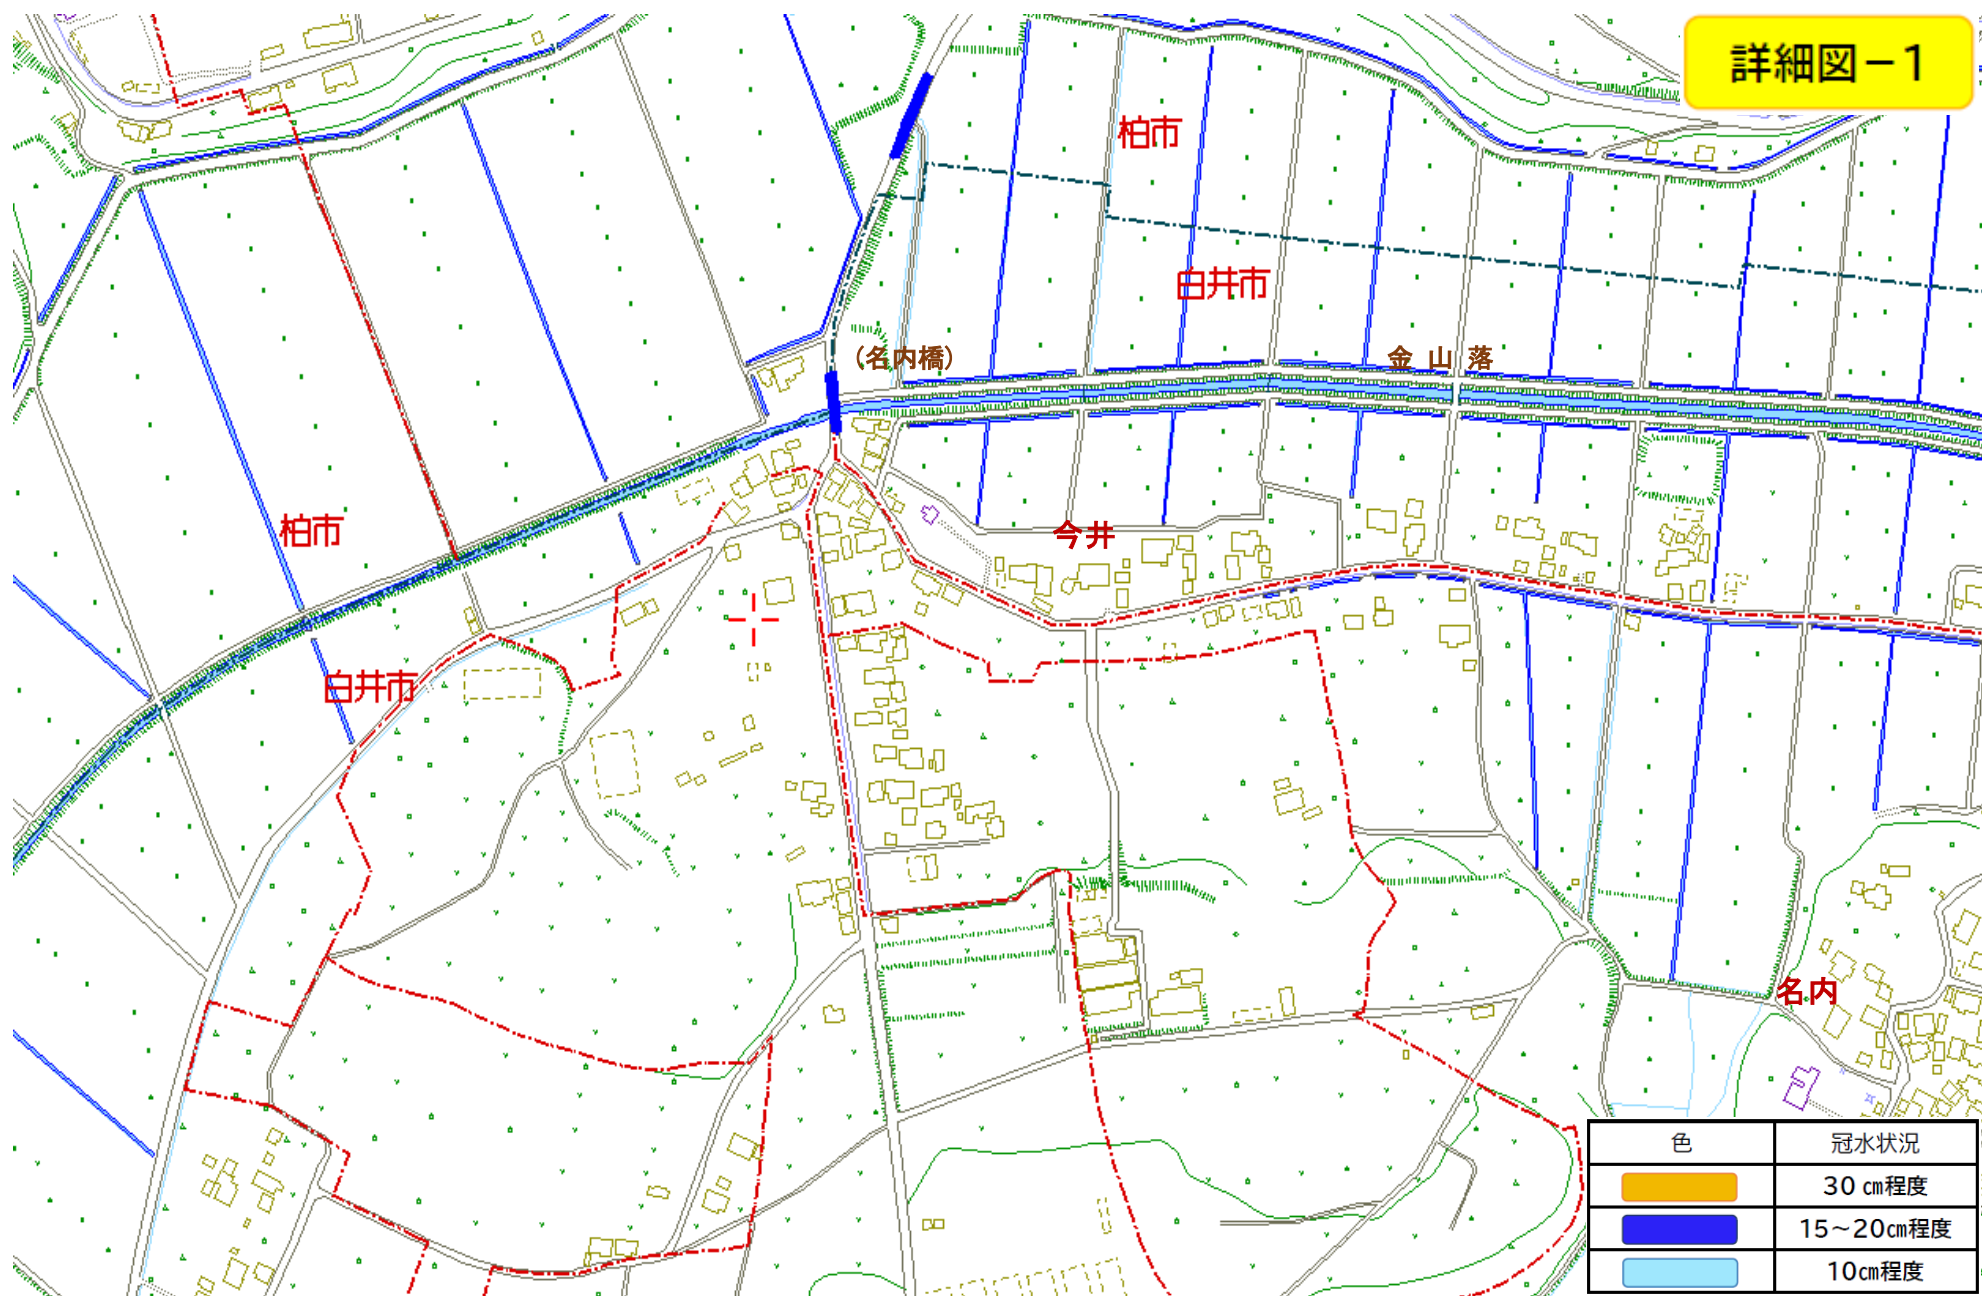 詳細図－1
柏市
白井市
(名内橋)
金山落
柏市
今井
白井市
名内
色 冠水状況
30㎝程度
15～20㎝程度
10㎝程度